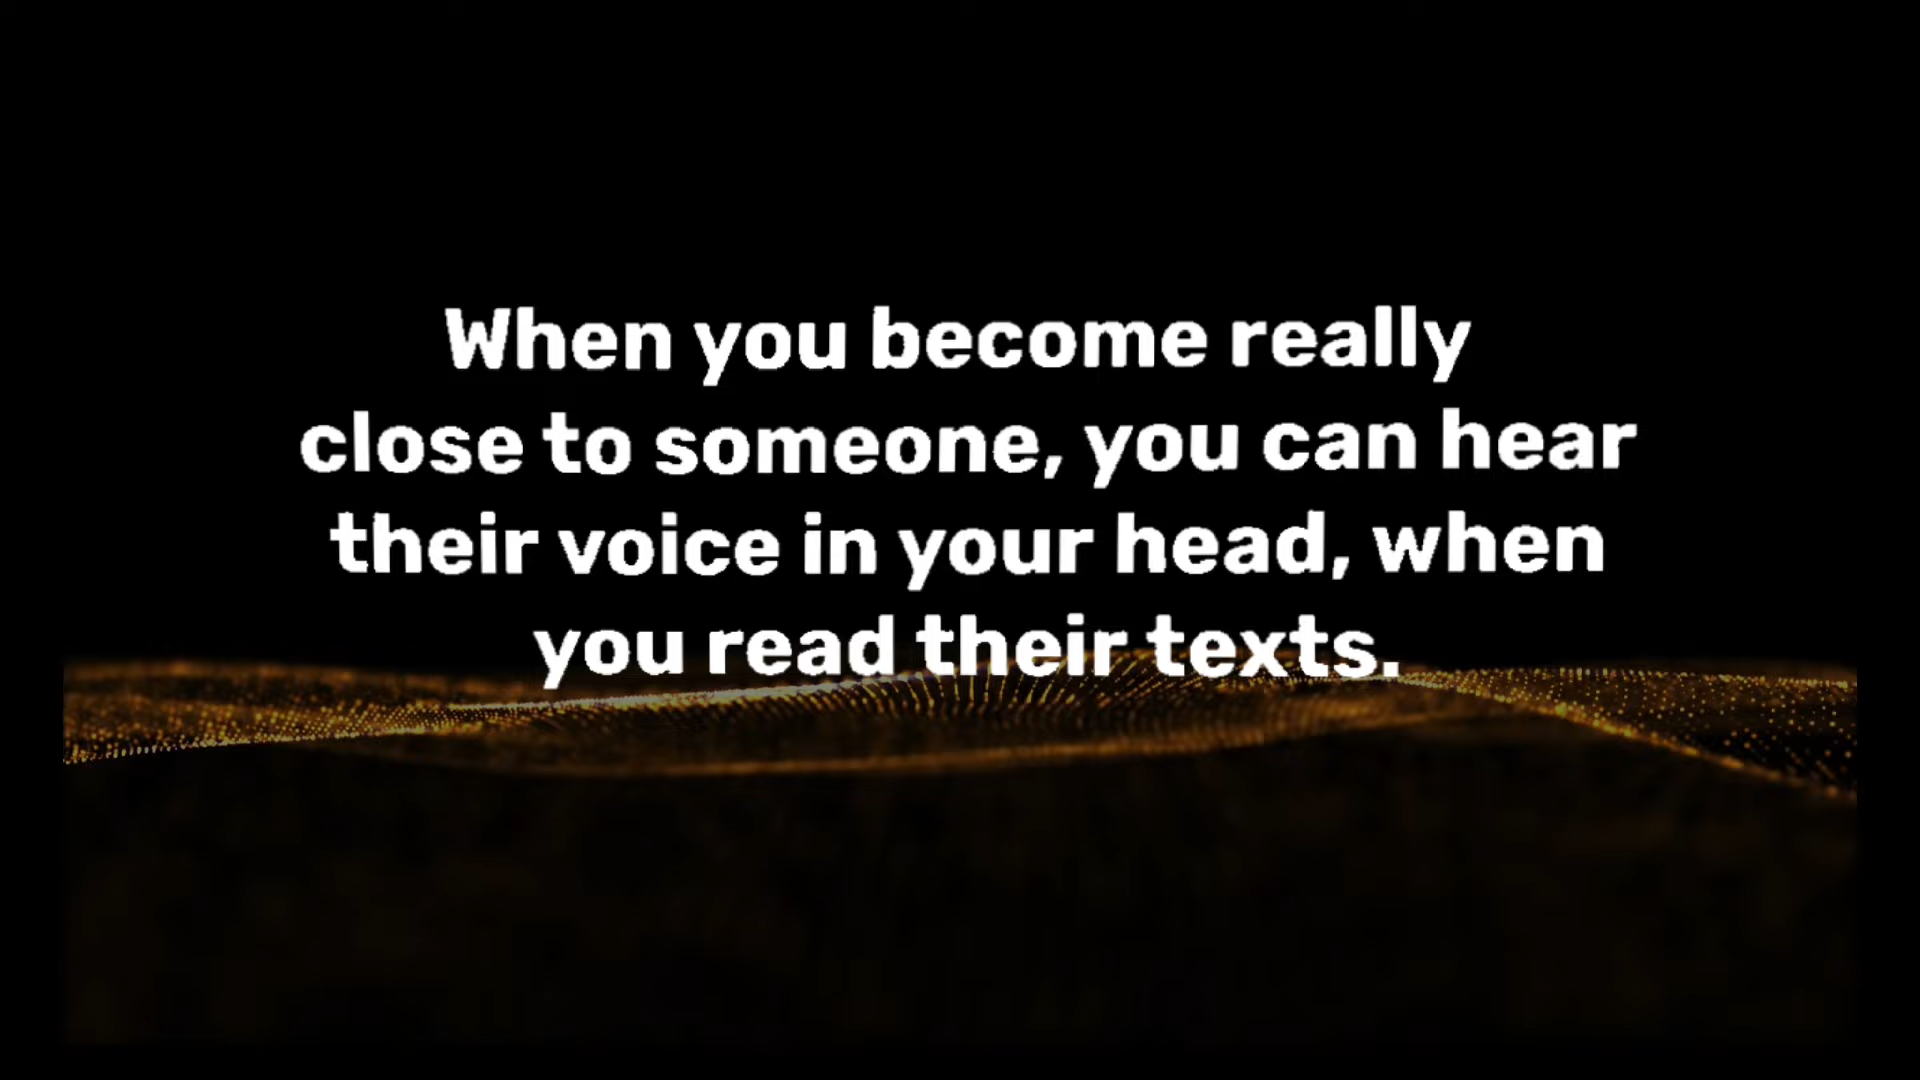 When you become really
close to someone, you can hear
their voice in your head, when
you read their texts.